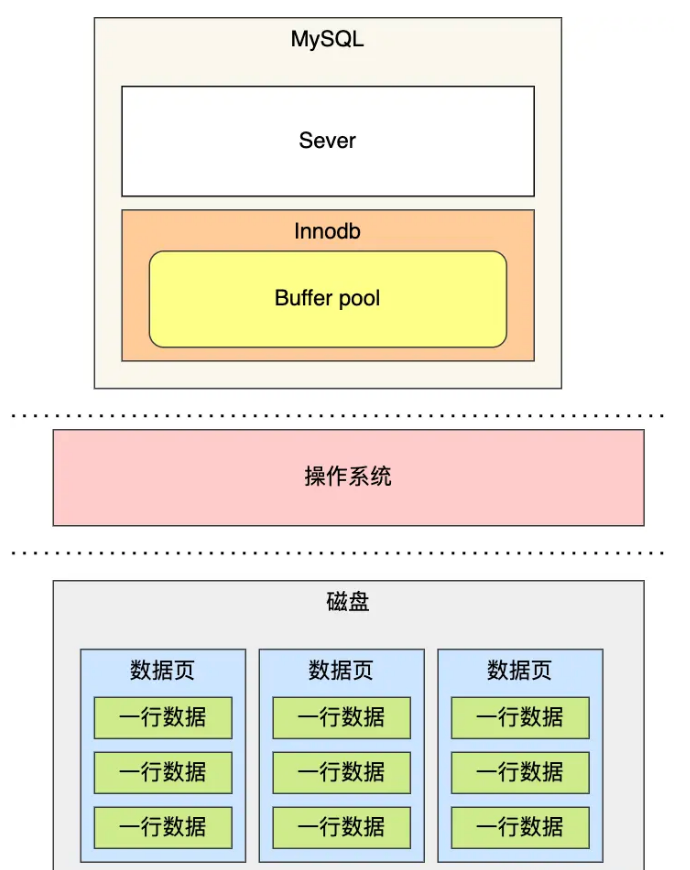 MySQL
Sever
Innodb
Buffer pool
操作系统
磁盘
数据页 数据页 数据页
一行数据 一行数据 一行数据
一行数据 一行数据 一行数据
一行数据 一行数据 一行数据